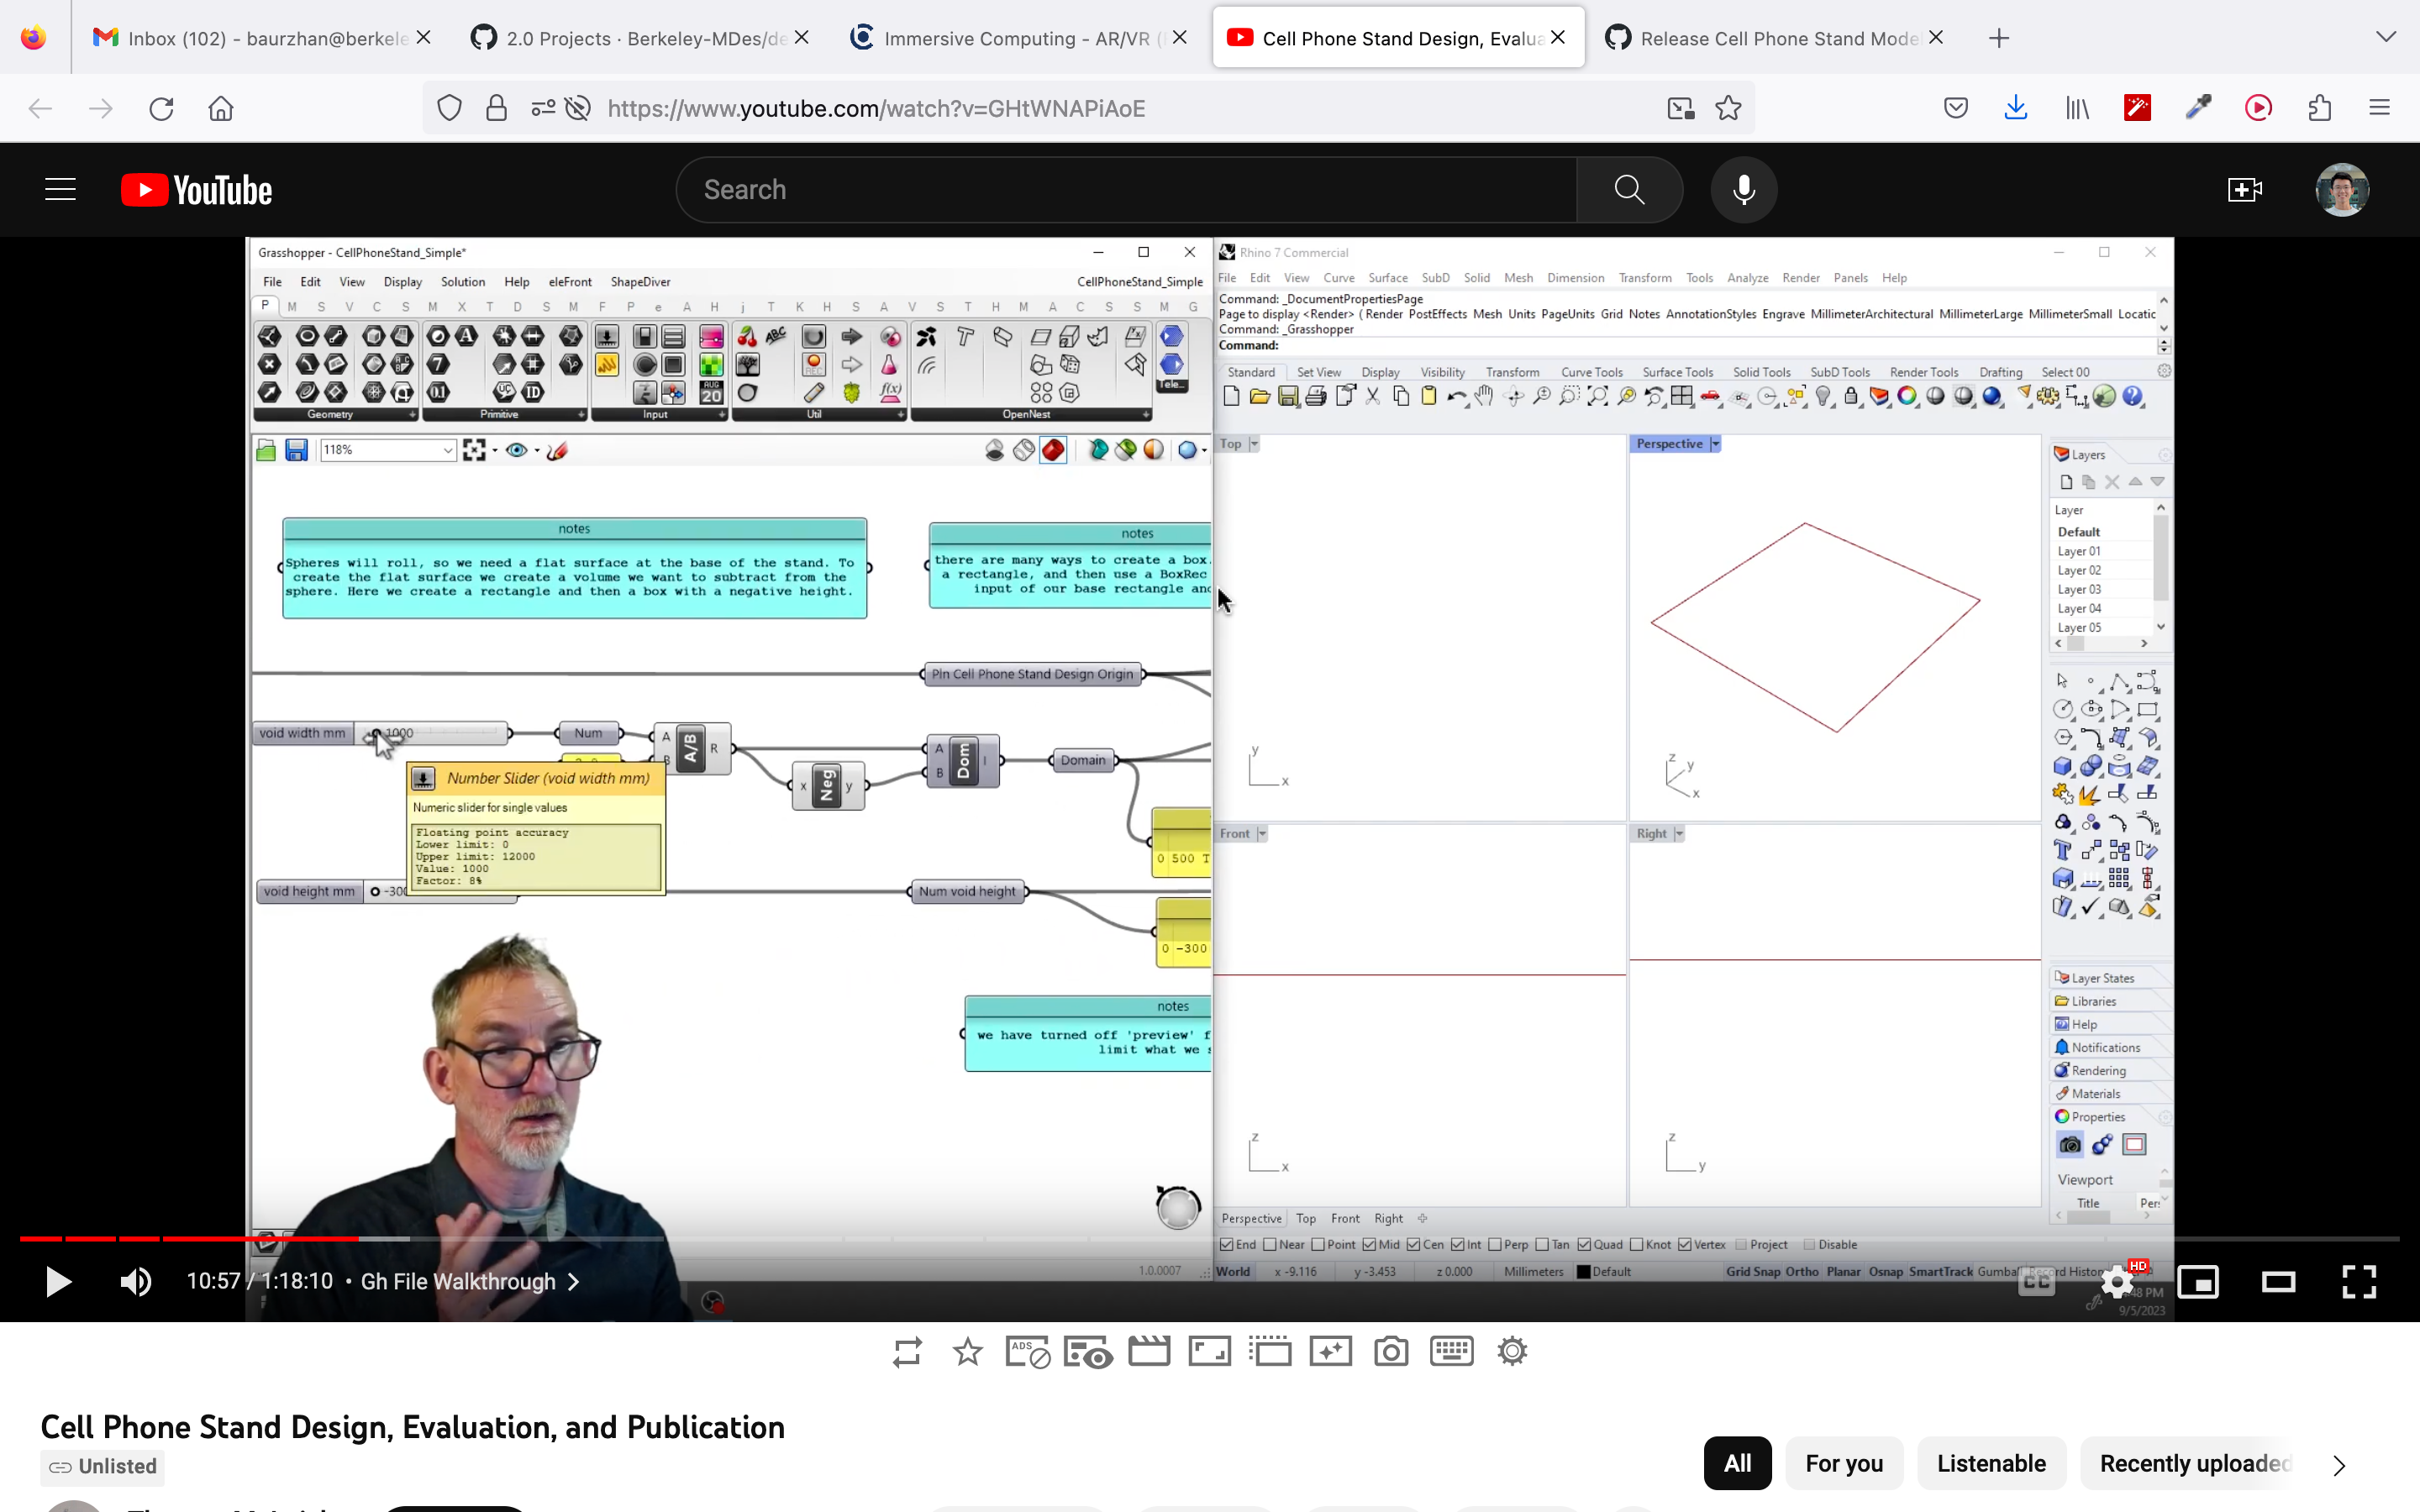 Inbox (102) - baurzhan@berkele
2.0 Projects · Berkeley-MDes/de
Immersive Computing - AR/VR (
Cell Phone Stand Design, Evalua
Release Cell Phone Stand Mode
https://www.youtube.com/watch?v=GHtWNAPiAoE
YouTube
Search
Grasshopper - CellPhoneStand_Simple*
File Edit View Display Solution Help eleFront ShapeDiver
CellPhoneStand_Simple
P M S V C S M X T D S M F P e A H j T K H S A V S T H M A C S S M G
Geometry Primitive Input Util OpenNest
Tele...
118%
notes
Spheres will roll, so we need a flat surface at the base of the stand. To
create the flat surface we create a volume we want to subtract from the
sphere. Here we create a rectangle and then a box with a negative height.
notes
there are many ways to create a box.
a rectangle, and then use a BoxRec
input of our base rectangle and
Pln Cell Phone Stand Design Origin
void width mm 1000
Num
A B A/B R
x Neg y
A B Dom I
Domain
Number Slider (void width mm)
Numeric slider for single values
Floating point accuracy
Lower limit: 0
Upper limit: 12000
Value: 1000
Factor: 8%
0 500 T
void height mm -300
Num void height
0 -300
notes
we have turned off 'preview' f
limit what we s
1.0.0007
Rhino 7 Commercial
File Edit View Curve Surface SubD Solid Mesh Dimension Transform Tools Analyze Render Panels Help
Command: _DocumentPropertiesPage
Page to display <Render> ( Render PostEffects Mesh Units PageUnits Grid Notes AnnotationStyles Engrave MillimeterArchitectural MillimeterLarge MillimeterSmall Locatic
Command: _Grasshopper
Command:
Standard Set View Display Visibility Transform Curve Tools Surface Tools Solid Tools SubD Tools Render Tools Drafting Select 00
Top
Perspective
y x
z y x
Front
Right
z x
z y
Layers
Layer
Default
Layer 01
Layer 02
Layer 03
Layer 04
Layer 05
Layer States
Libraries
Help
Notifications
Rendering
Materials
Properties
Viewport
Title Per
Perspective Top Front Right
End Near Point Mid Cen Int Perp Tan Quad Knot Vertex Project Disable
World x -9.116 y -3.453 z 0.000 Millimeters Default Grid Snap Ortho Planar Osnap SmartTrack Gumba Record History
:48 PM
9/5/2023
10:57 / 1:18:10 • Gh File Walkthrough
CC
HD
ADS
Cell Phone Stand Design, Evaluation, and Publication
Unlisted
All
For you
Listenable
Recently uploaded